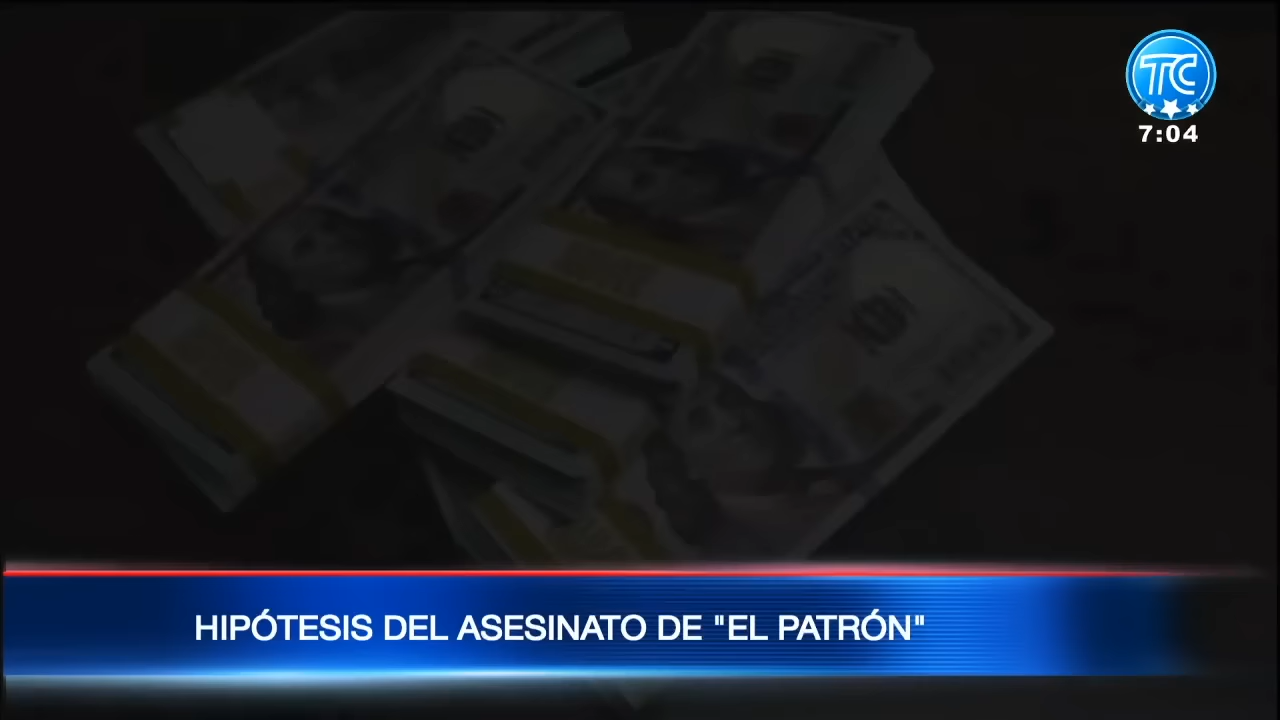 TC
7:04
HIPÓTESIS DEL ASESINATO DE "EL PATRÓN"